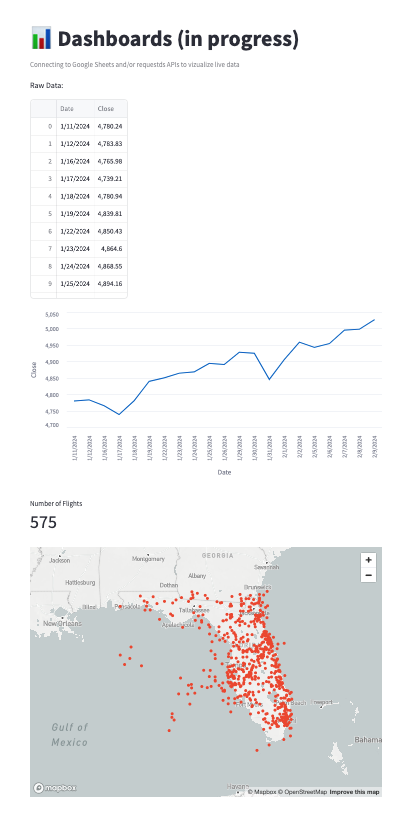 Dashboards (in progress)
Connecting to Google Sheets and/or requestds APIs to vizualize live data
Raw Data:
Date Close
0 1/11/2024 4,780.24
1 1/12/2024 4,783.83
2 1/16/2024 4,765.98
3 1/17/2024 4,739.21
4 1/18/2024 4,780.94
5 1/19/2024 4,839.81
6 1/22/2024 4,850.43
7 1/23/2024 4,864.6
8 1/24/2024 4,868.55
9 1/25/2024 4,894.16
5,050
5,000
4,950
4,900
4,850
4,800
4,750
4,700
Close
1/11/2024 1/12/2024 1/16/2024 1/17/2024 1/18/2024 1/19/2024 1/22/2024 1/23/2024 1/24/2024 1/25/2024 1/26/2024 1/29/2024 1/30/2024 1/31/2024 2/1/2024 2/2/2024 2/5/2024 2/6/2024 2/7/2024 2/8/2024 2/9/2024
Date
Number of Flights
575
Jackson
Montgomery
GEORGIA
Savannah
Hattiesburg
Dothan
Albany
Brunswick
Biloxi
Pensacola
Tallahassee
New Orleans
Apalachee
Gulf of
Mexico
Freeport
Bahama
Havana
mapbox
© Mapbox © OpenStreetMap Improve this map
+
−